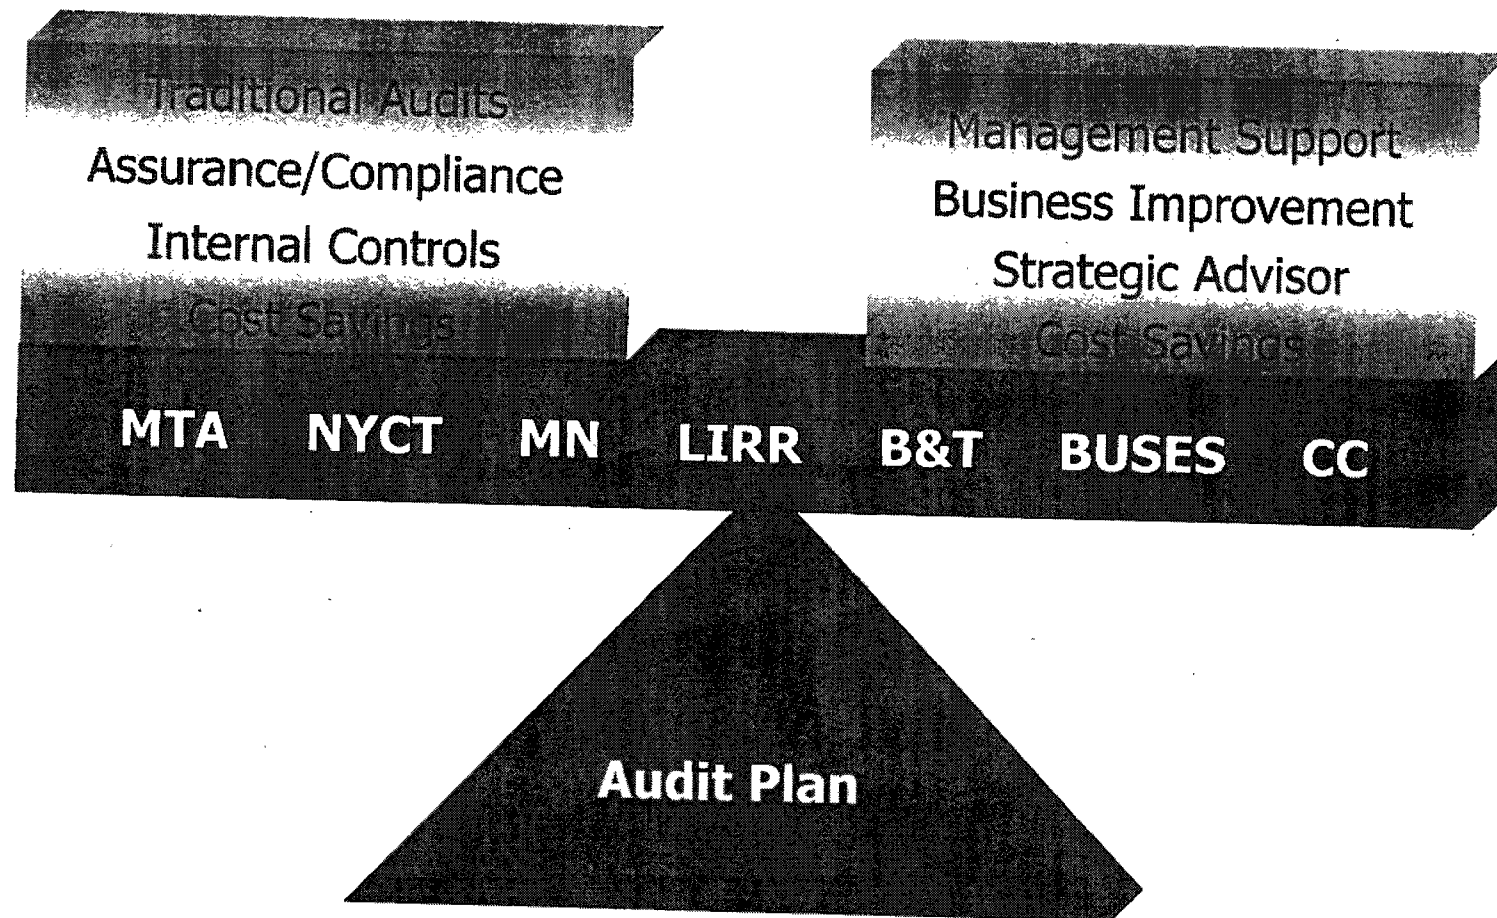 Traditional Audits
Assurance/Compliance
Internal Controls
Cost Savings
Management Support
Business Improvement
Strategic Advisor
Cost Savings
MTA NYCT MN LIRR B&T BUSES CC
Audit Plan